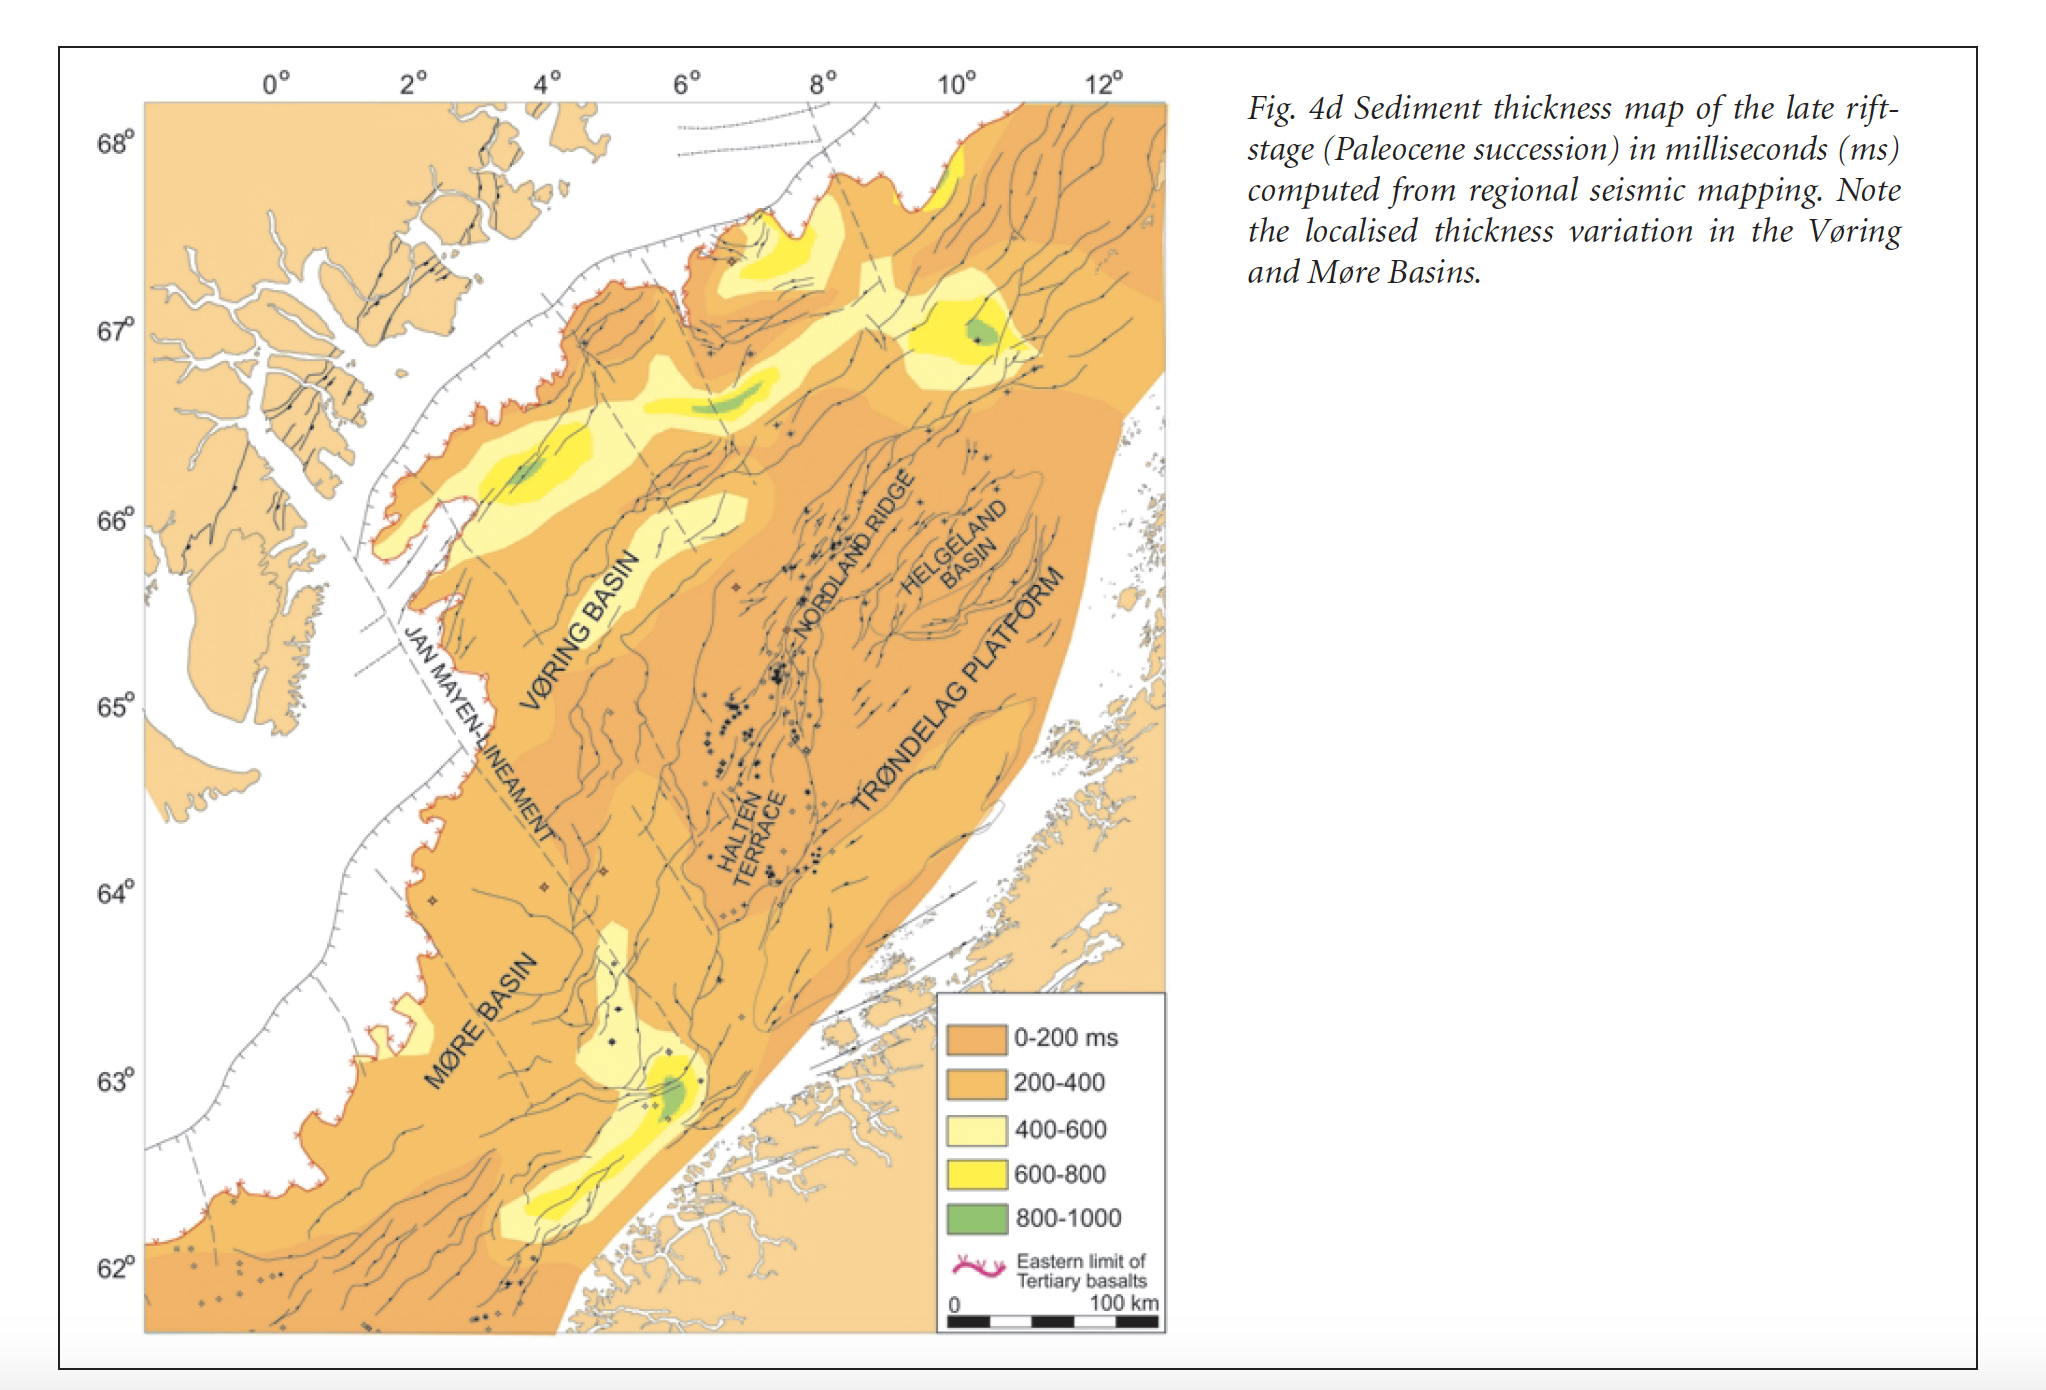 0° 2° 4° 6° 8° 10° 12°
68°
67°
66°
65°
64°
63°
62°
NORDLAND RIDGE
HELGELAND
BASIN
VØRING BASIN
JAN MAYEN-LINEAMENT
TRØNDELAG PLATFORM
HALTEN
TERRACE
MØRE BASIN
0-200 ms
200-400
400-600
600-800
800-1000
Eastern limit of
Tertiary basalts
0 100 km
Fig. 4d Sediment thickness map of the late rift-
stage (Paleocene succession) in milliseconds (ms)
computed from regional seismic mapping. Note
the localised thickness variation in the Vøring
and Møre Basins.